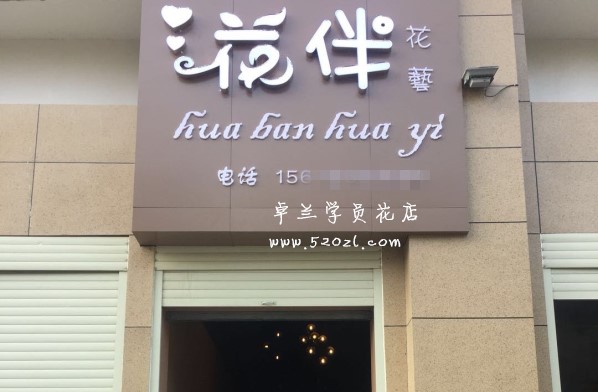 花伴
花藝
hua ban hua yi
电话 156
卓兰学员花店
www.520zl.com